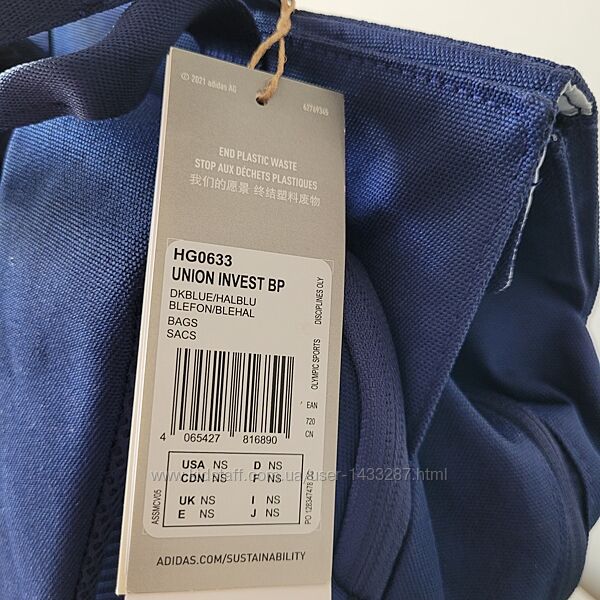 © 2021 adidas AG
62769345
END PLASTIC WASTE
STOP AUX DÉCHETS PLASTIQUES
我们的愿景·终结塑料废物
HG0633
UNION INVEST BP
DKBLUE/HALBLU
BLEFON/BLEHAL
BAGS
SACS
OLYMPIC SPORTS DISCIPLINES OLY
EAN
720
CN
4 065427 816890
USA NS D NS
CDN NS F NS
UK NS I NS
E NS J NS
ASSMCV05
ADIDAS.COM/SUSTAINABILITY